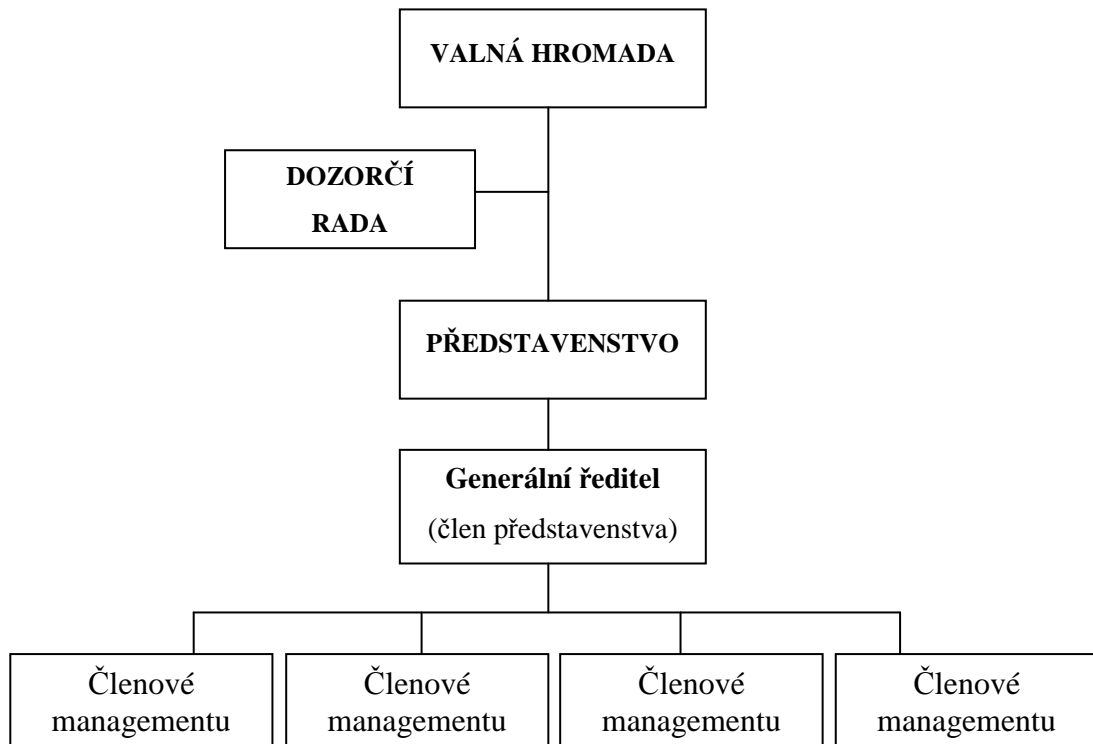 VALNÁ HROMADA
DOZORČÍ
RADA
PŘEDSTAVENSTVO
Generální ředitel
(člen představenstva)
Členové
managementu
Členové
managementu
Členové
managementu
Členové
managementu